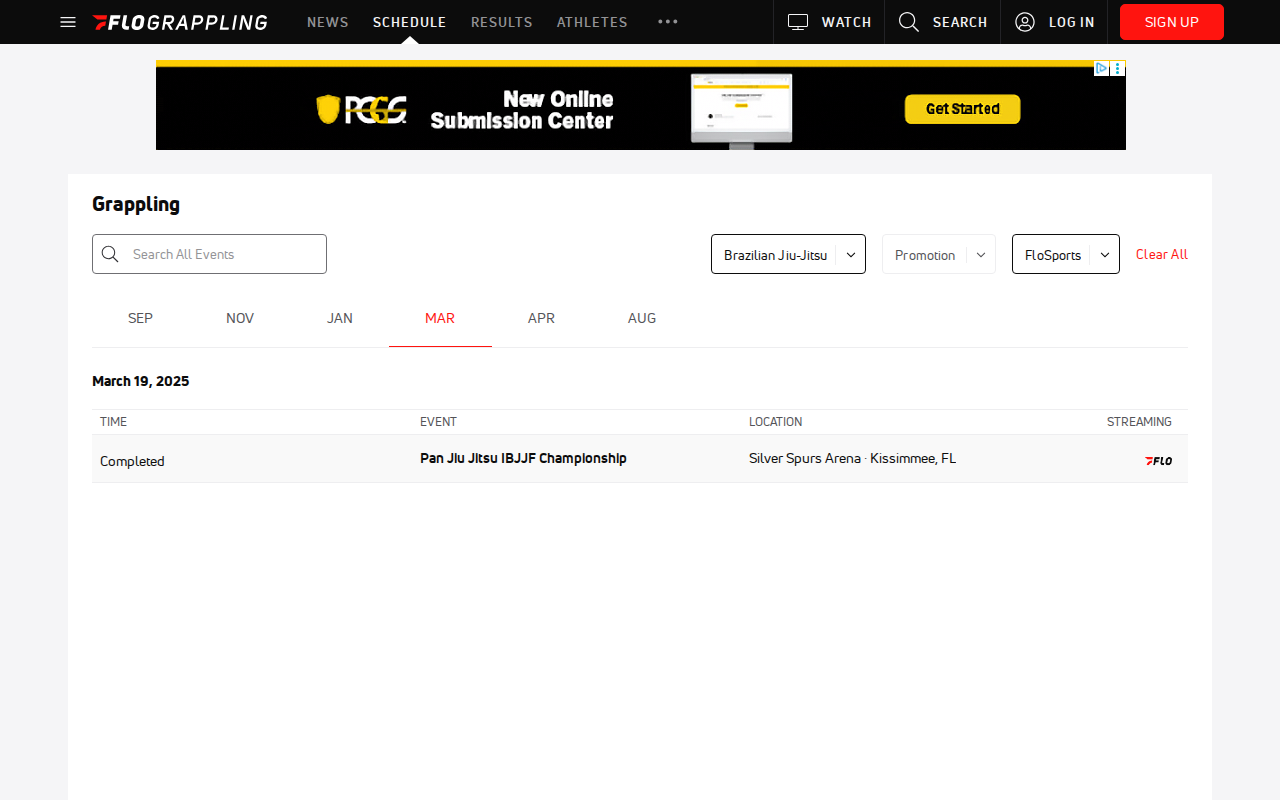 FLOGRAPPLING NEWS SCHEDULE RESULTS ATHLETES WATCH SEARCH LOG IN SIGN UP
PCGS New Online Submission Center Get Started
Grappling
Search All Events Brazilian Jiu-Jitsu Promotion FloSports Clear All
SEP NOV JAN MAR APR AUG
March 19, 2025
TIME EVENT LOCATION STREAMING
Completed Pan Jiu Jitsu IBJJF Championship Silver Spurs Arena · Kissimmee, FL FLO